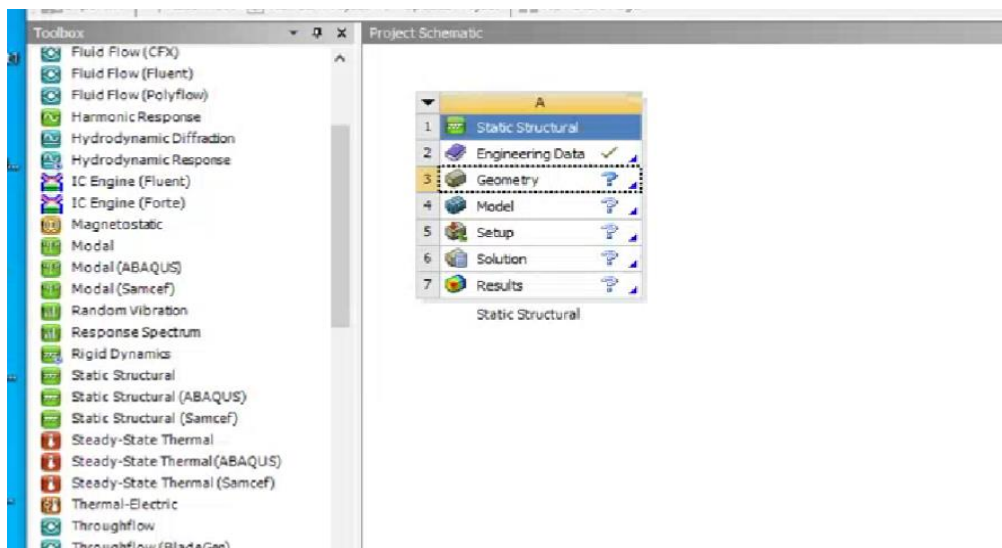 Toolbox
Fluid Flow (CFX)
Fluid Flow (Fluent)
Fluid Flow (Polyflow)
Harmonic Response
Hydrodynamic Diffraction
Hydrodynamic Response
IC Engine (Fluent)
IC Engine (Forte)
Magnetostatic
Modal
Modal (ABAQUS)
Modal (Samcef)
Random Vibration
Response Spectrum
Rigid Dynamics
Static Structural
Static Structural (ABAQUS)
Static Structural (Samcef)
Steady-State Thermal
Steady-State Thermal (ABAQUS)
Steady-State Thermal (Samcef)
Thermal-Electric
Throughflow
Throughflow (BladeGen)
Project Schematic
A
1 Static Structural
2 Engineering Data
3 Geometry ?
4 Model ?
5 Setup ?
6 Solution ?
7 Results ?
Static Structural